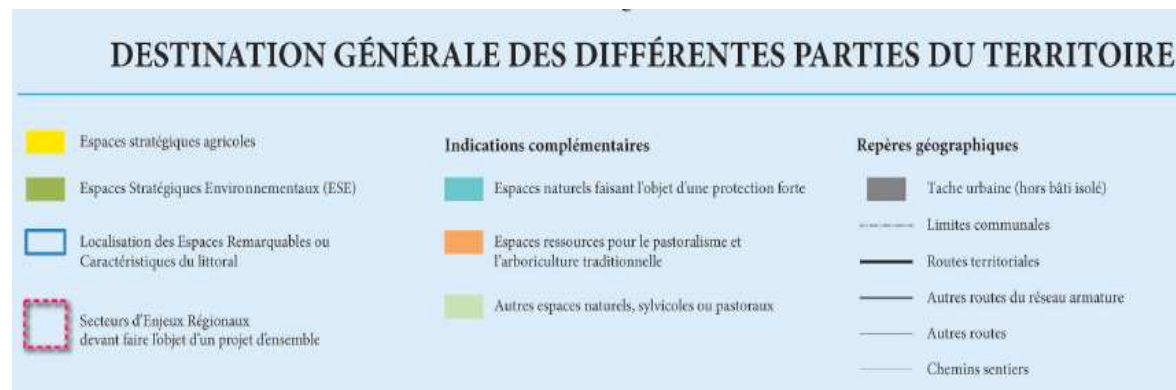 DESTINATION GÉNÉRALE DES DIFFÉRENTES PARTIES DU TERRITOIRE
Espaces stratégiques agricoles
Espaces Stratégiques Environnementaux (ESE)
Localisation des Espaces Remarquables ou
Caractéristiques du littoral
Secteurs d'Enjeux Régionaux
devant faire l'objet d'un projet d'ensemble
Indications complémentaires
Espaces naturels faisant l'objet d'une protection forte
Espaces ressources pour le pastoralisme et
l'arboriculture traditionnelle
Autres espaces naturels, sylvicoles ou pastoraux
Repères géographiques
Tache urbaine (hors bâti isolé)
Limites communales
Routes territoriales
Autres routes du réseau armature
Autres routes
Chemins sentiers